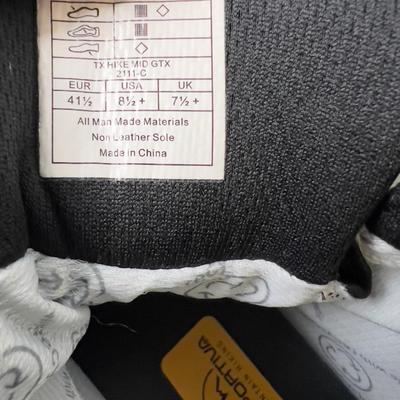 TX HIKE MID GTX
2111-C
EUR USA UK
41½ 8½ + 7½ +
All Man Made Materials
Non Leather Sole
Made in China